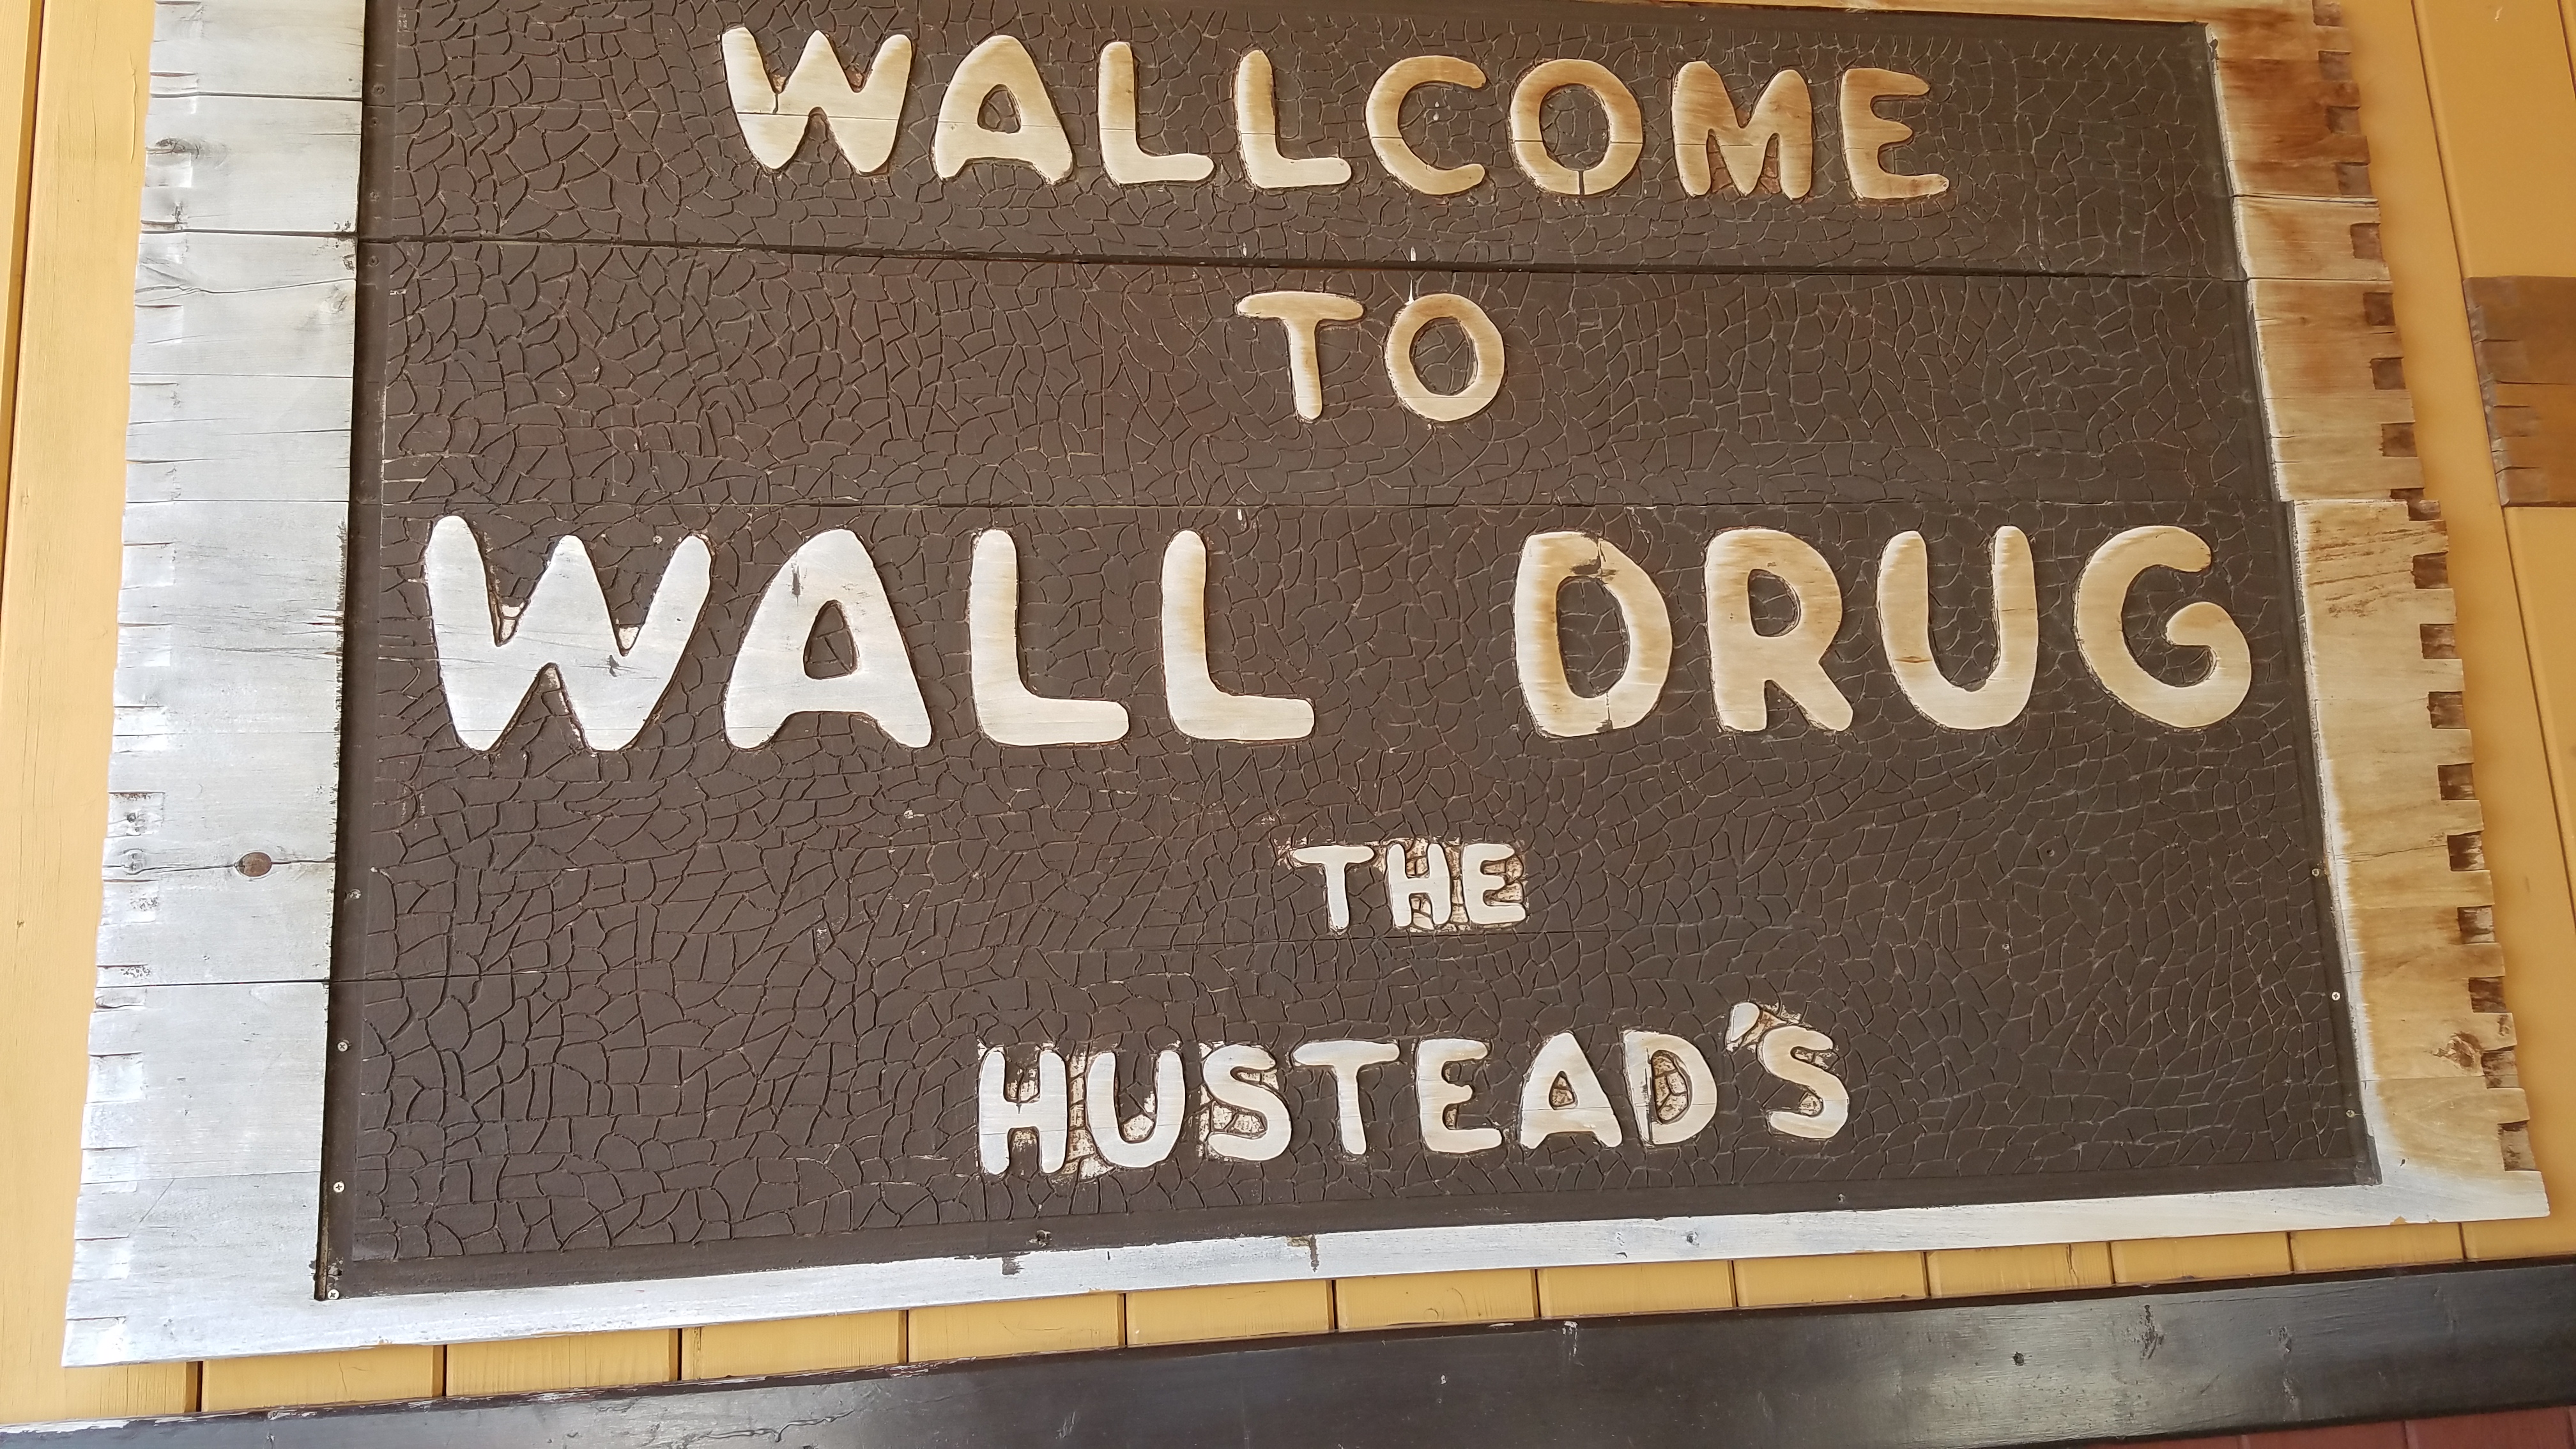 WALLCOME
TO
WALL DRUG
THE
HUSTEAD'S